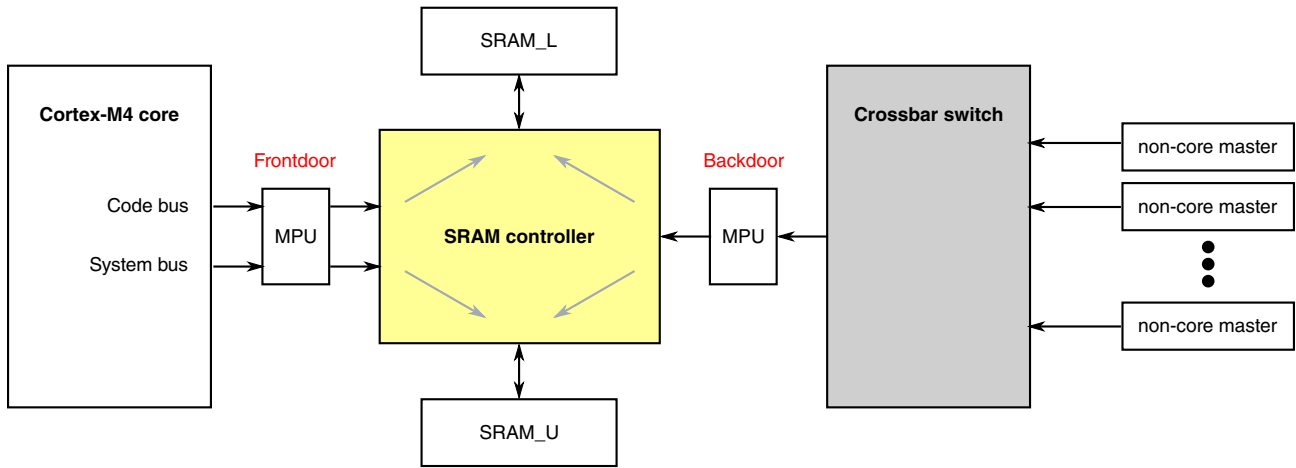 SRAM_L
Cortex-M4 core
Crossbar switch
Frontdoor
Backdoor
non-core master
Code bus
MPU
SRAM controller
MPU
non-core master
System bus
non-core master
SRAM_U